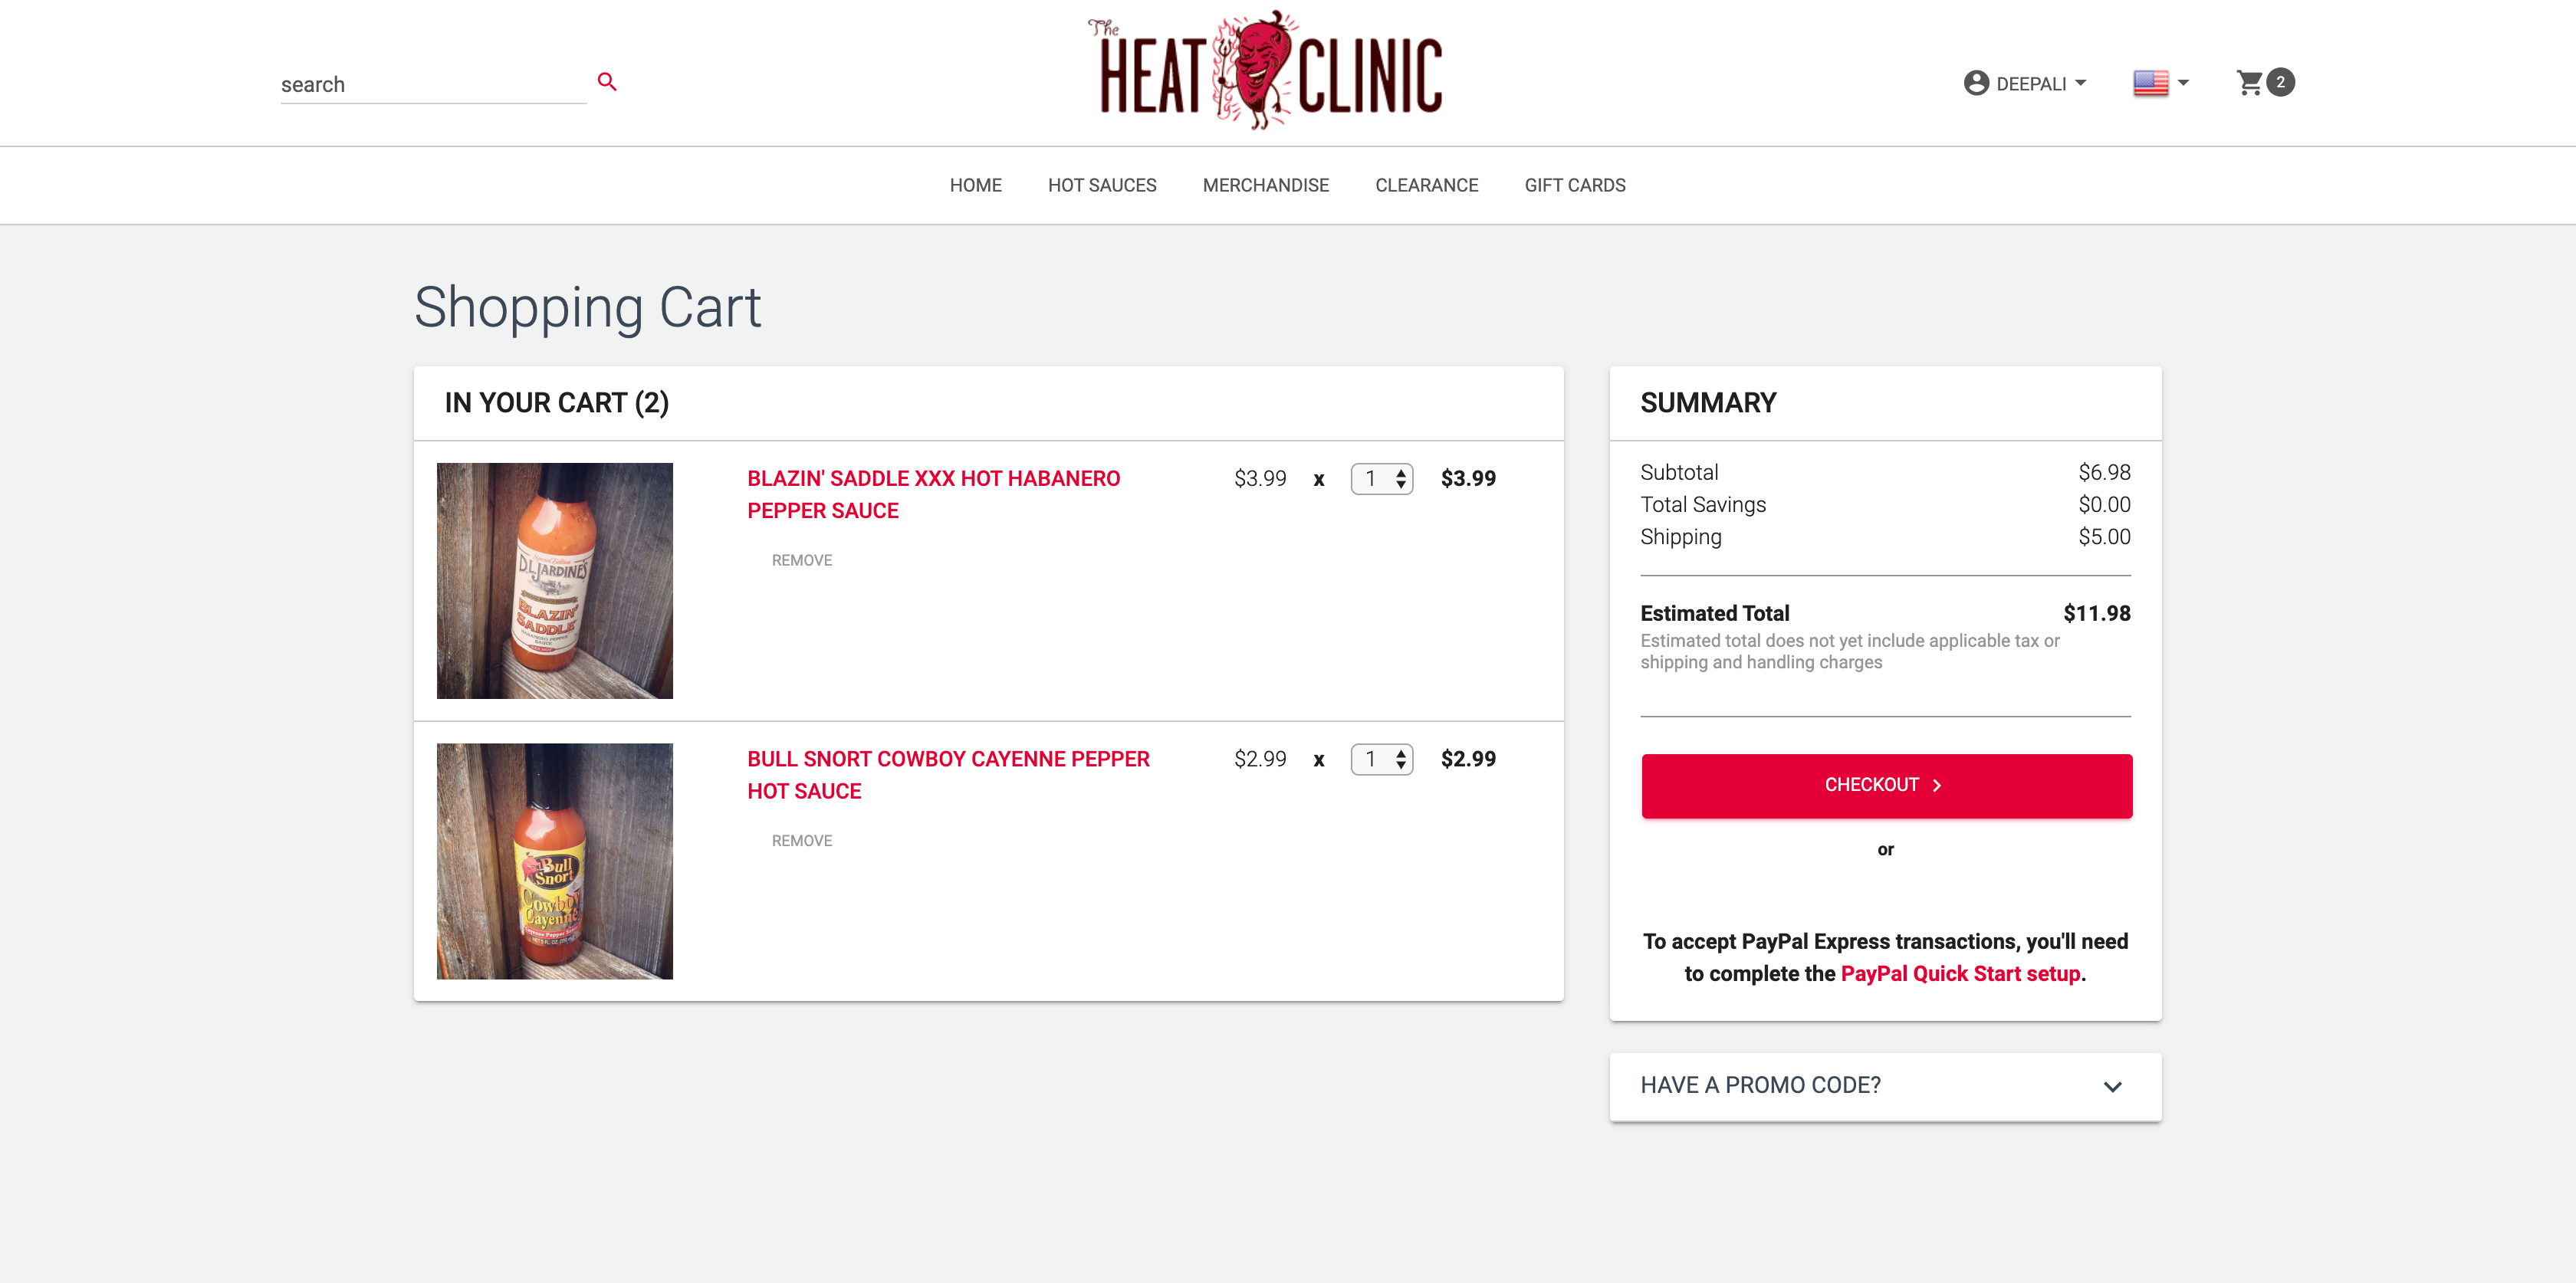 The
HEAT CLINIC
search
DEEPALI
2
HOME HOT SAUCES MERCHANDISE CLEARANCE GIFT CARDS
Shopping Cart
IN YOUR CART (2)
BLAZIN' SADDLE XXX HOT HABANERO
PEPPER SAUCE
$3.99 x 1 $3.99
REMOVE
D.L.JARDINE'S
BLAZIN'
SADDLE
HABANERO PEPPER
SAUCE
BULL SNORT COWBOY CAYENNE PEPPER
HOT SAUCE
$2.99 x 1 $2.99
REMOVE
Bull
Snort
Cowboy
Cayenne
Cayenne Pepper
SUMMARY
Subtotal $6.98
Total Savings $0.00
Shipping $5.00
Estimated Total $11.98
Estimated total does not yet include applicable tax or
shipping and handling charges
CHECKOUT
or
To accept PayPal Express transactions, you'll need
to complete the PayPal Quick Start setup.
HAVE A PROMO CODE?